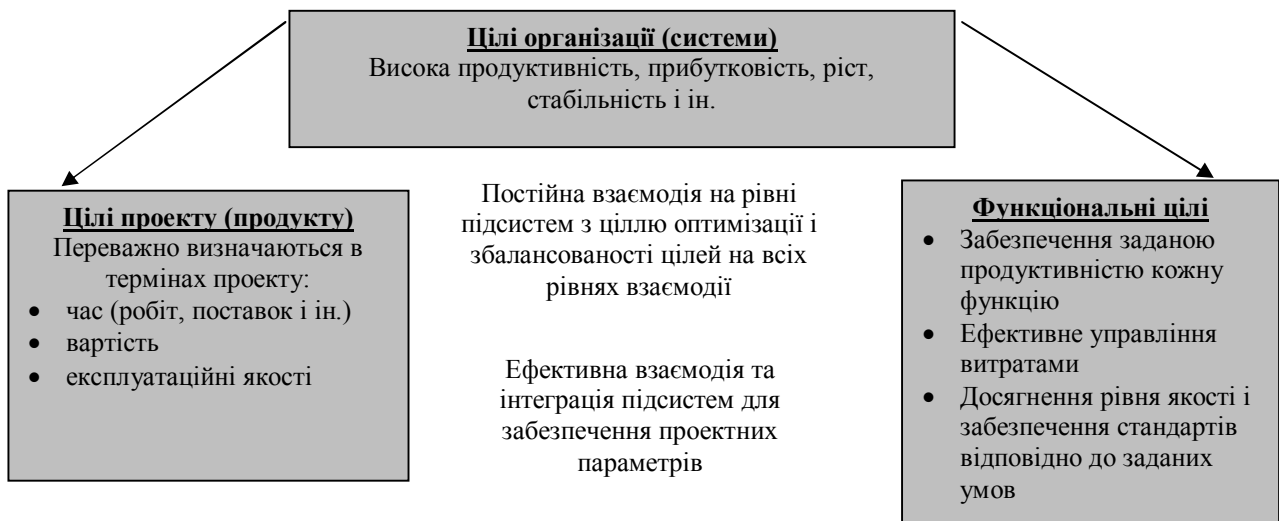 Цілі організації (системи)
Висока продуктивність, прибутковість, ріст,
стабільність і ін.
Цілі проекту (продукту)
Переважно визначаються в
термінах проекту:
• час (робіт, поставок і ін.)
• вартість
• експлуатаційні якості
Постійна взаємодія на рівні
підсистем з ціллю оптимізації і
збалансованості цілей на всіх
рівнях взаємодії
Ефективна взаємодія та
інтеграція підсистем для
забезпечення проектних
параметрів
Функціональні цілі
• Забезпечення заданою
продуктивністю кожну
функцію
• Ефективне управління
витратами
• Досягнення рівня якості і
забезпечення стандартів
відповідно до заданих
умов